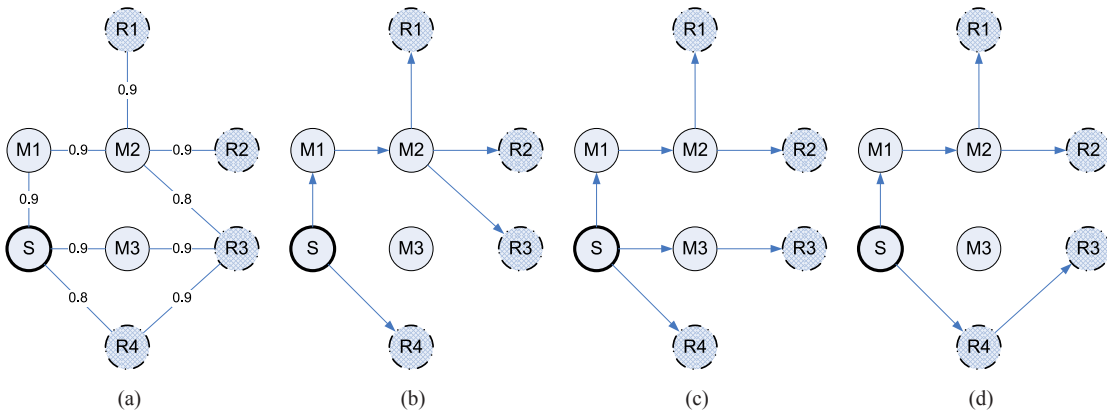 R1 R1 R1 R1
0.9
M1 0.9 M2 0.9 R2 M1 M2 R2 M1 M2 R2 M1 M2 R2
0.9 0.8
S 0.9 M3 0.9 R3 S M3 R3 S M3 R3 S M3 R3
0.8 0.9
R4 R4 R4 R4
(a) (b) (c) (d)